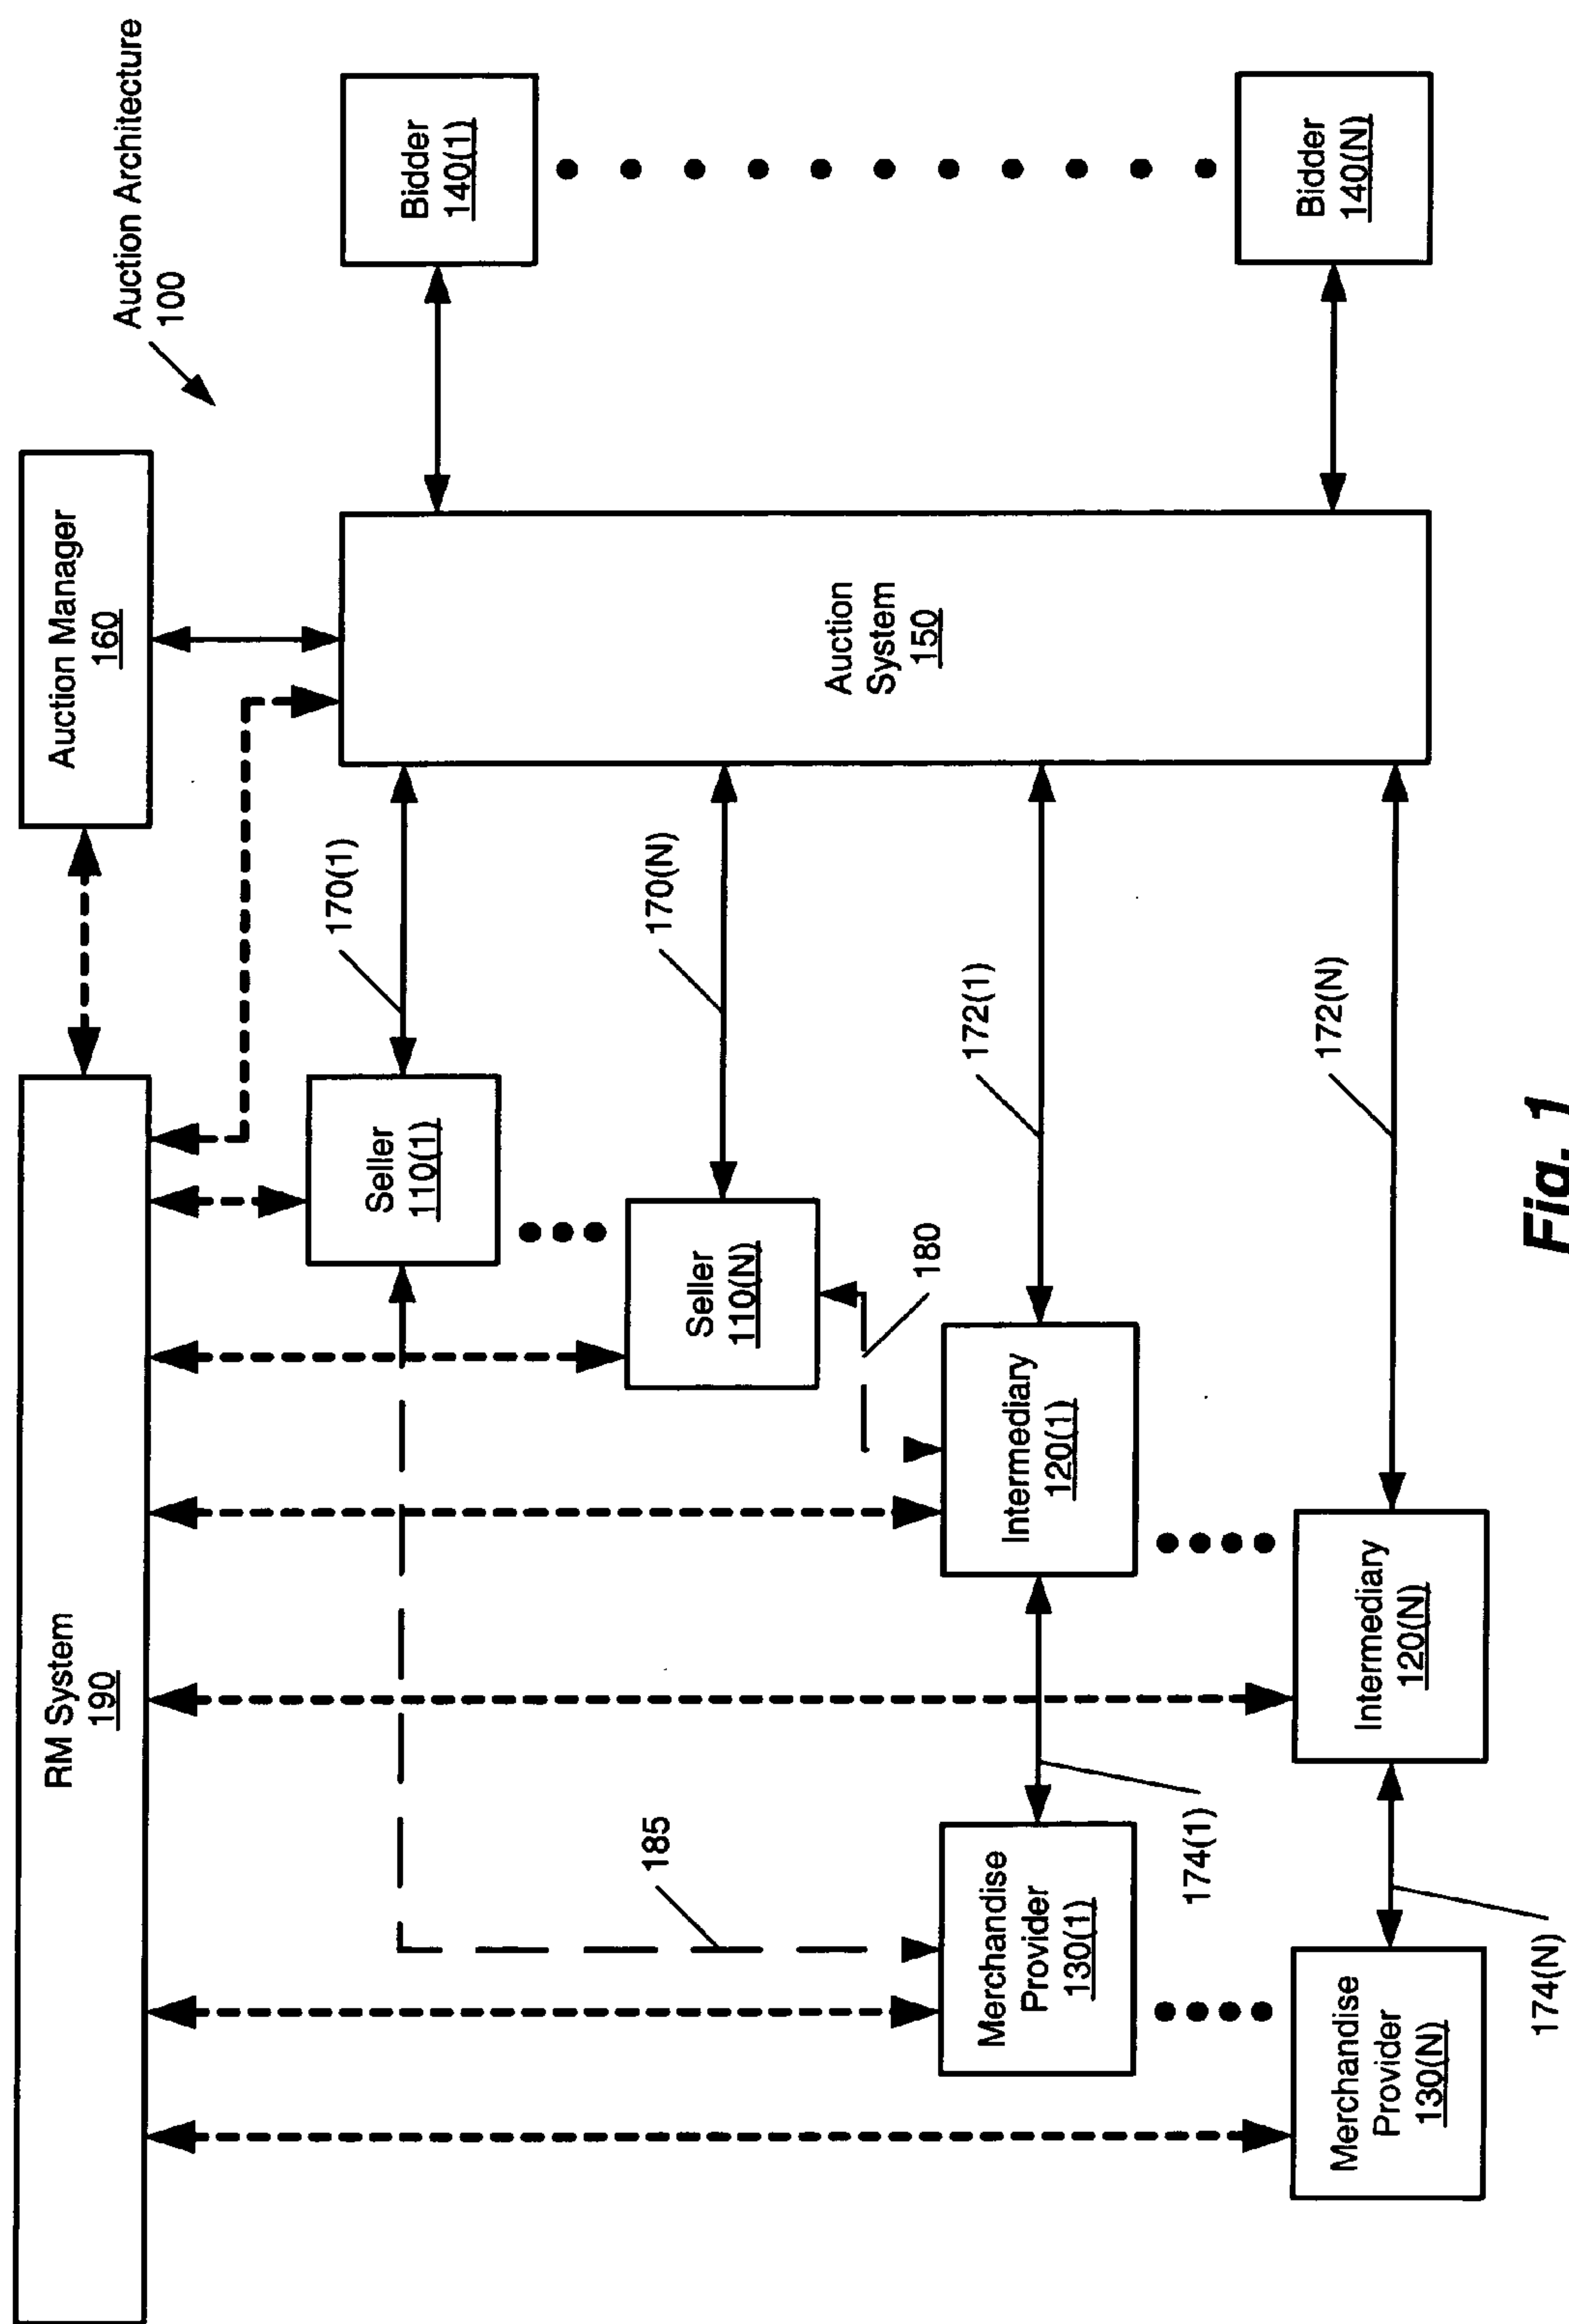 Auction Architecture
100
RM System
190
Auction Manager
160
170(1)
Seller
110(1)
Bidder
140(1)
170(N)
Seller
110(N)
Auction
System
150
185
180
172(1)
Merchandise
Provider
130(1)
Intermediary
120(1)
174(1)
172(N)
Merchandise
Provider
130(N)
Intermediary
120(N)
Bidder
140(N)
174(N)
Fig. 1